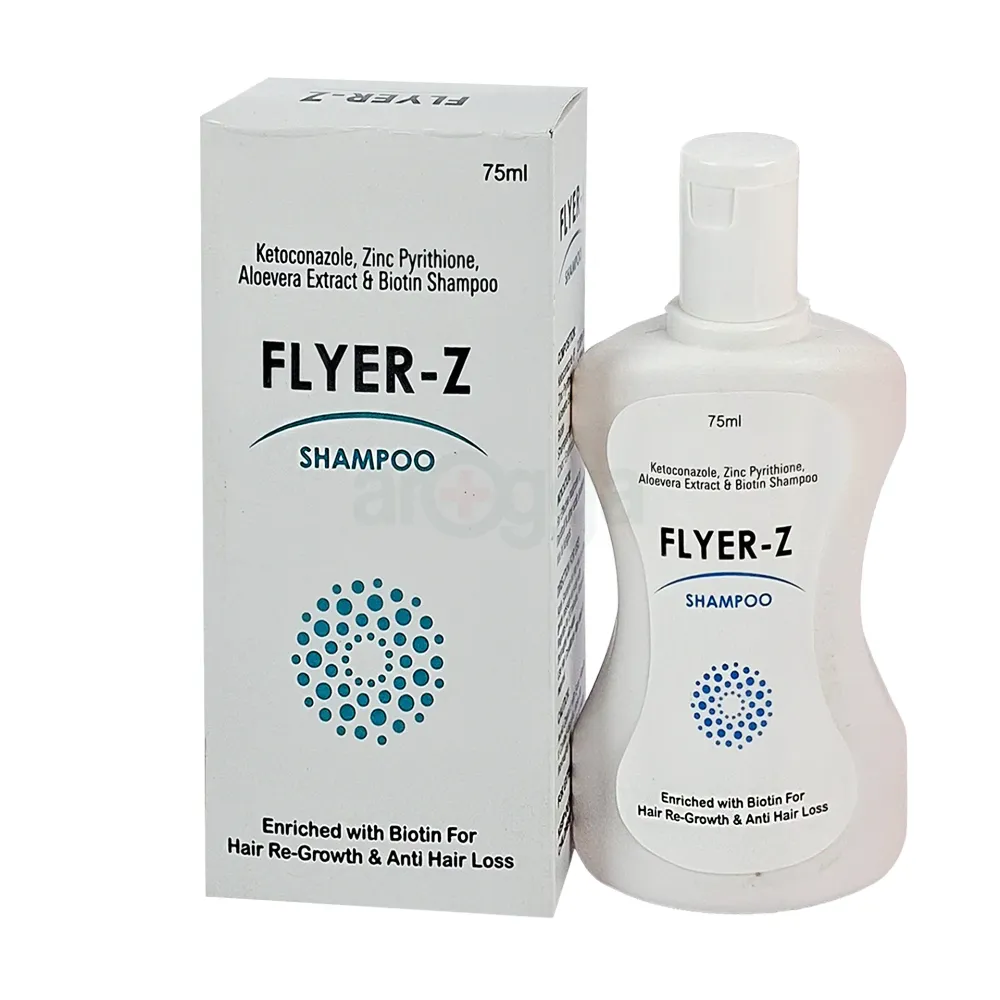 FLYER-Z
75ml
Ketoconazole, Zinc Pyrithione,
Aloevera Extract & Biotin Shampoo
FLYER-Z
SHAMPOO
Enriched with Biotin For
Hair Re-Growth & Anti Hair Loss
FLYER-Z
SHAMPOO
COMPOSITION
arogga
75ml
Ketoconazole, Zinc Pyrithione,
Aloevera Extract & Biotin Shampoo
FLYER-Z
SHAMPOO
Enriched with Biotin For
Hair Re-Growth & Anti Hair Loss